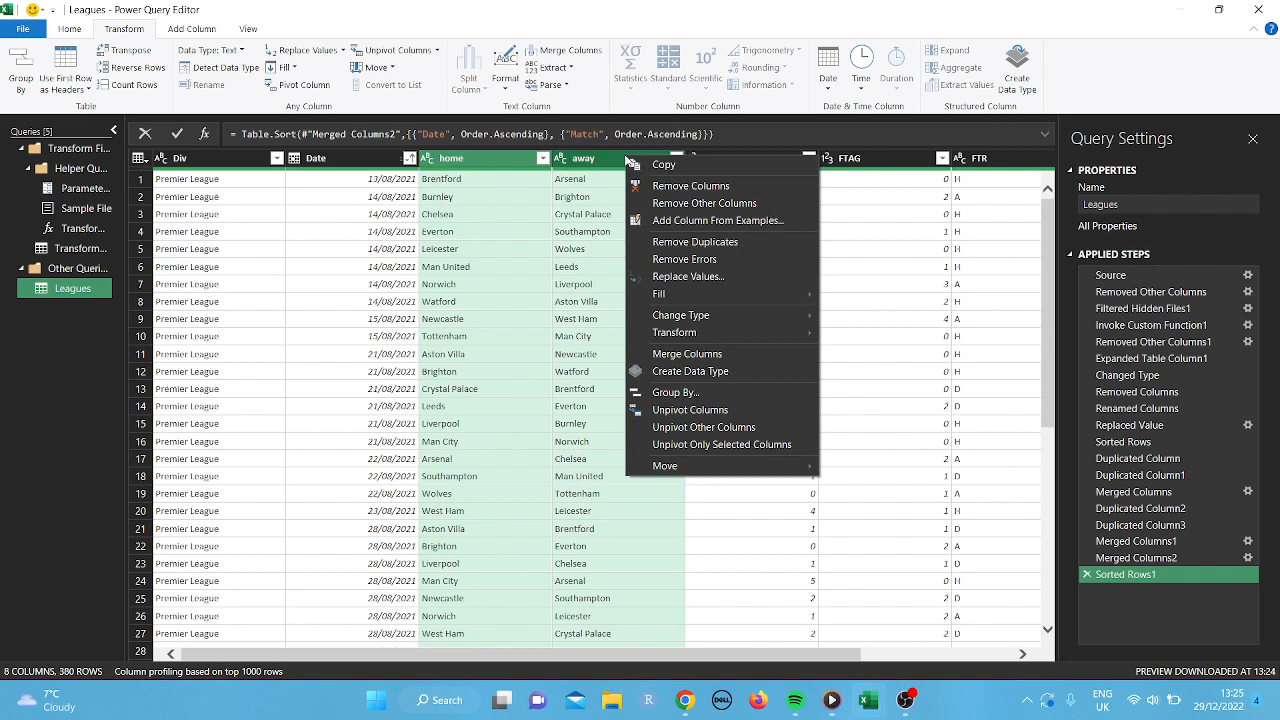 Leagues - Power Query Editor
File Home Transform Add Column View
Group By
Use First Row as Headers
Transpose
Reverse Rows
Count Rows
Table
Data Type: Text
Detect Data Type
Rename
Replace Values
Fill
Pivot Column
Unpivot Columns
Move
Convert to List
Any Column
Split Column
Format
Merge Columns
Extract
Parse
Text Column
Statistics
Standard
Scientific
Trigonometry
Rounding
Information
Number Column
Date
Time
Duration
Date & Time Column
Expand
Aggregate
Extract Values
Create Data Type
Structured Column
Queries [5]
Transform Fi...
Helper Qu...
Paramete...
Sample File
Transfor...
Transform...
Other Queri...
Leagues
= Table.Sort(#"Merged Columns2",{{"Date", Order.Ascending}, {"Match", Order.Ascending}})
Div Date home away FTAG FTR
1 Premier League 13/08/2021 Brentford Arsenal 0 H
2 Premier League 14/08/2021 Burnley Brighton 2 A
3 Premier League 14/08/2021 Chelsea Crystal Palace 0 H
4 Premier League 14/08/2021 Everton Southampton 1 H
5 Premier League 14/08/2021 Leicester Wolves 0 H
6 Premier League 14/08/2021 Man United Leeds 1 H
7 Premier League 14/08/2021 Norwich Liverpool 3 A
8 Premier League 14/08/2021 Watford Aston Villa 2 H
9 Premier League 15/08/2021 Newcastle West Ham 4 A
10 Premier League 15/08/2021 Tottenham Man City 0 H
11 Premier League 21/08/2021 Aston Villa Newcastle 0 H
12 Premier League 21/08/2021 Brighton Watford 0 H
13 Premier League 21/08/2021 Crystal Palace Brentford 0 D
14 Premier League 21/08/2021 Leeds Everton 2 D
15 Premier League 21/08/2021 Liverpool Burnley 0 H
16 Premier League 21/08/2021 Man City Norwich 0 H
17 Premier League 22/08/2021 Arsenal Chelsea 2 A
18 Premier League 22/08/2021 Southampton Man United 1 D
19 Premier League 22/08/2021 Wolves Tottenham 0 1 A
20 Premier League 23/08/2021 West Ham Leicester 4 1 H
21 Premier League 28/08/2021 Aston Villa Brentford 1 1 D
22 Premier League 28/08/2021 Brighton Everton 0 2 A
23 Premier League 28/08/2021 Liverpool Chelsea 1 1 D
24 Premier League 28/08/2021 Man City Arsenal 5 0 H
25 Premier League 28/08/2021 Newcastle Southampton 2 2 D
26 Premier League 28/08/2021 Norwich Leicester 1 2 A
27 Premier League 28/08/2021 West Ham Crystal Palace 2 2 D
28
Copy
Remove Columns
Remove Other Columns
Add Column From Examples...
Remove Duplicates
Remove Errors
Replace Values...
Fill
Change Type
Transform
Merge Columns
Create Data Type
Group By...
Unpivot Columns
Unpivot Other Columns
Unpivot Only Selected Columns
Move
Query Settings
PROPERTIES
Name
Leagues
All Properties
APPLIED STEPS
Source
Removed Other Columns
Filtered Hidden Files1
Invoke Custom Function1
Removed Other Columns1
Expanded Table Column1
Changed Type
Removed Columns
Renamed Columns
Replaced Value
Sorted Rows
Duplicated Column
Duplicated Column1
Merged Columns
Duplicated Column2
Duplicated Column3
Merged Columns1
Merged Columns2
Sorted Rows1
8 COLUMNS, 380 ROWS Column profiling based on top 1000 rows
PREVIEW DOWNLOADED AT 13:24
7°C
Cloudy
Search
DELL
ENG
UK
13:25
29/12/2022
4